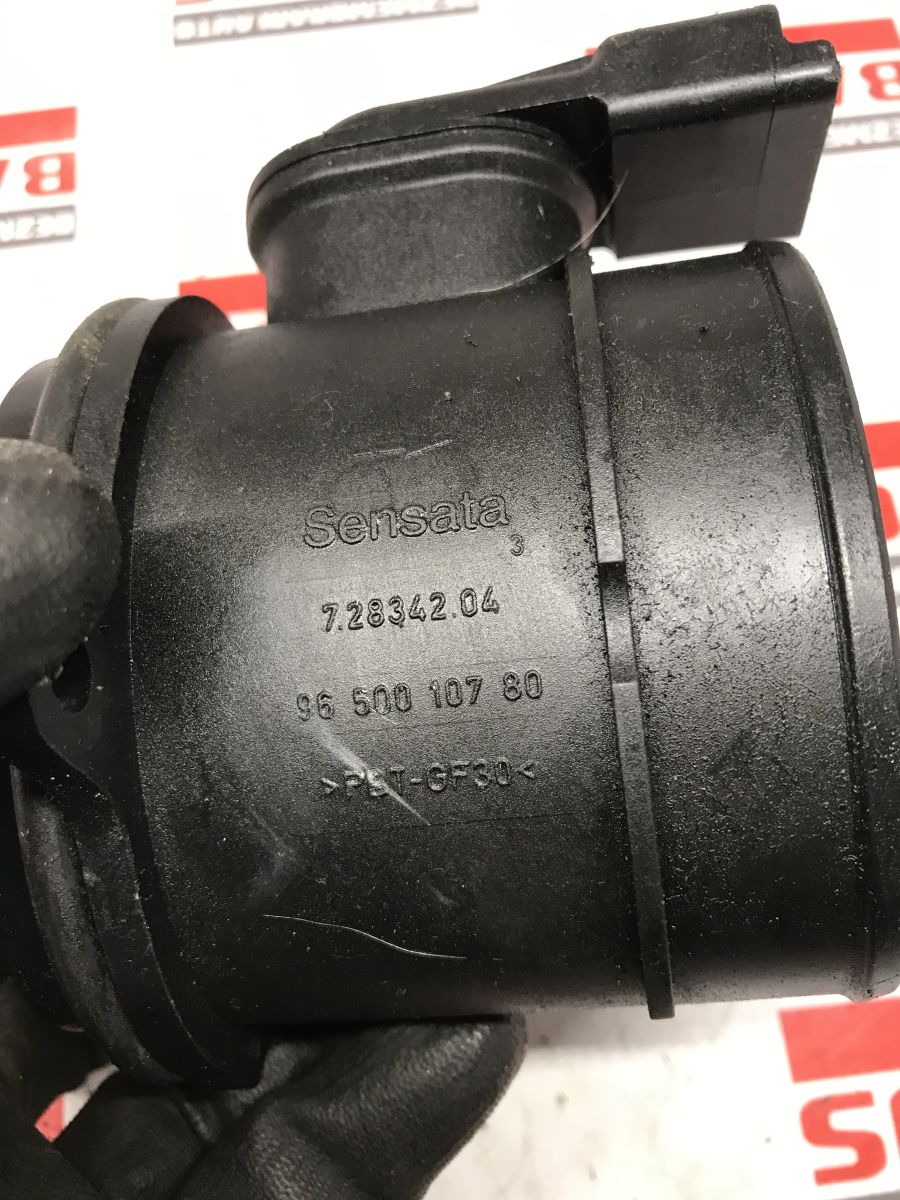 Sensata
3
7.28342.04
96 500 107 80
>PBT-GF30<